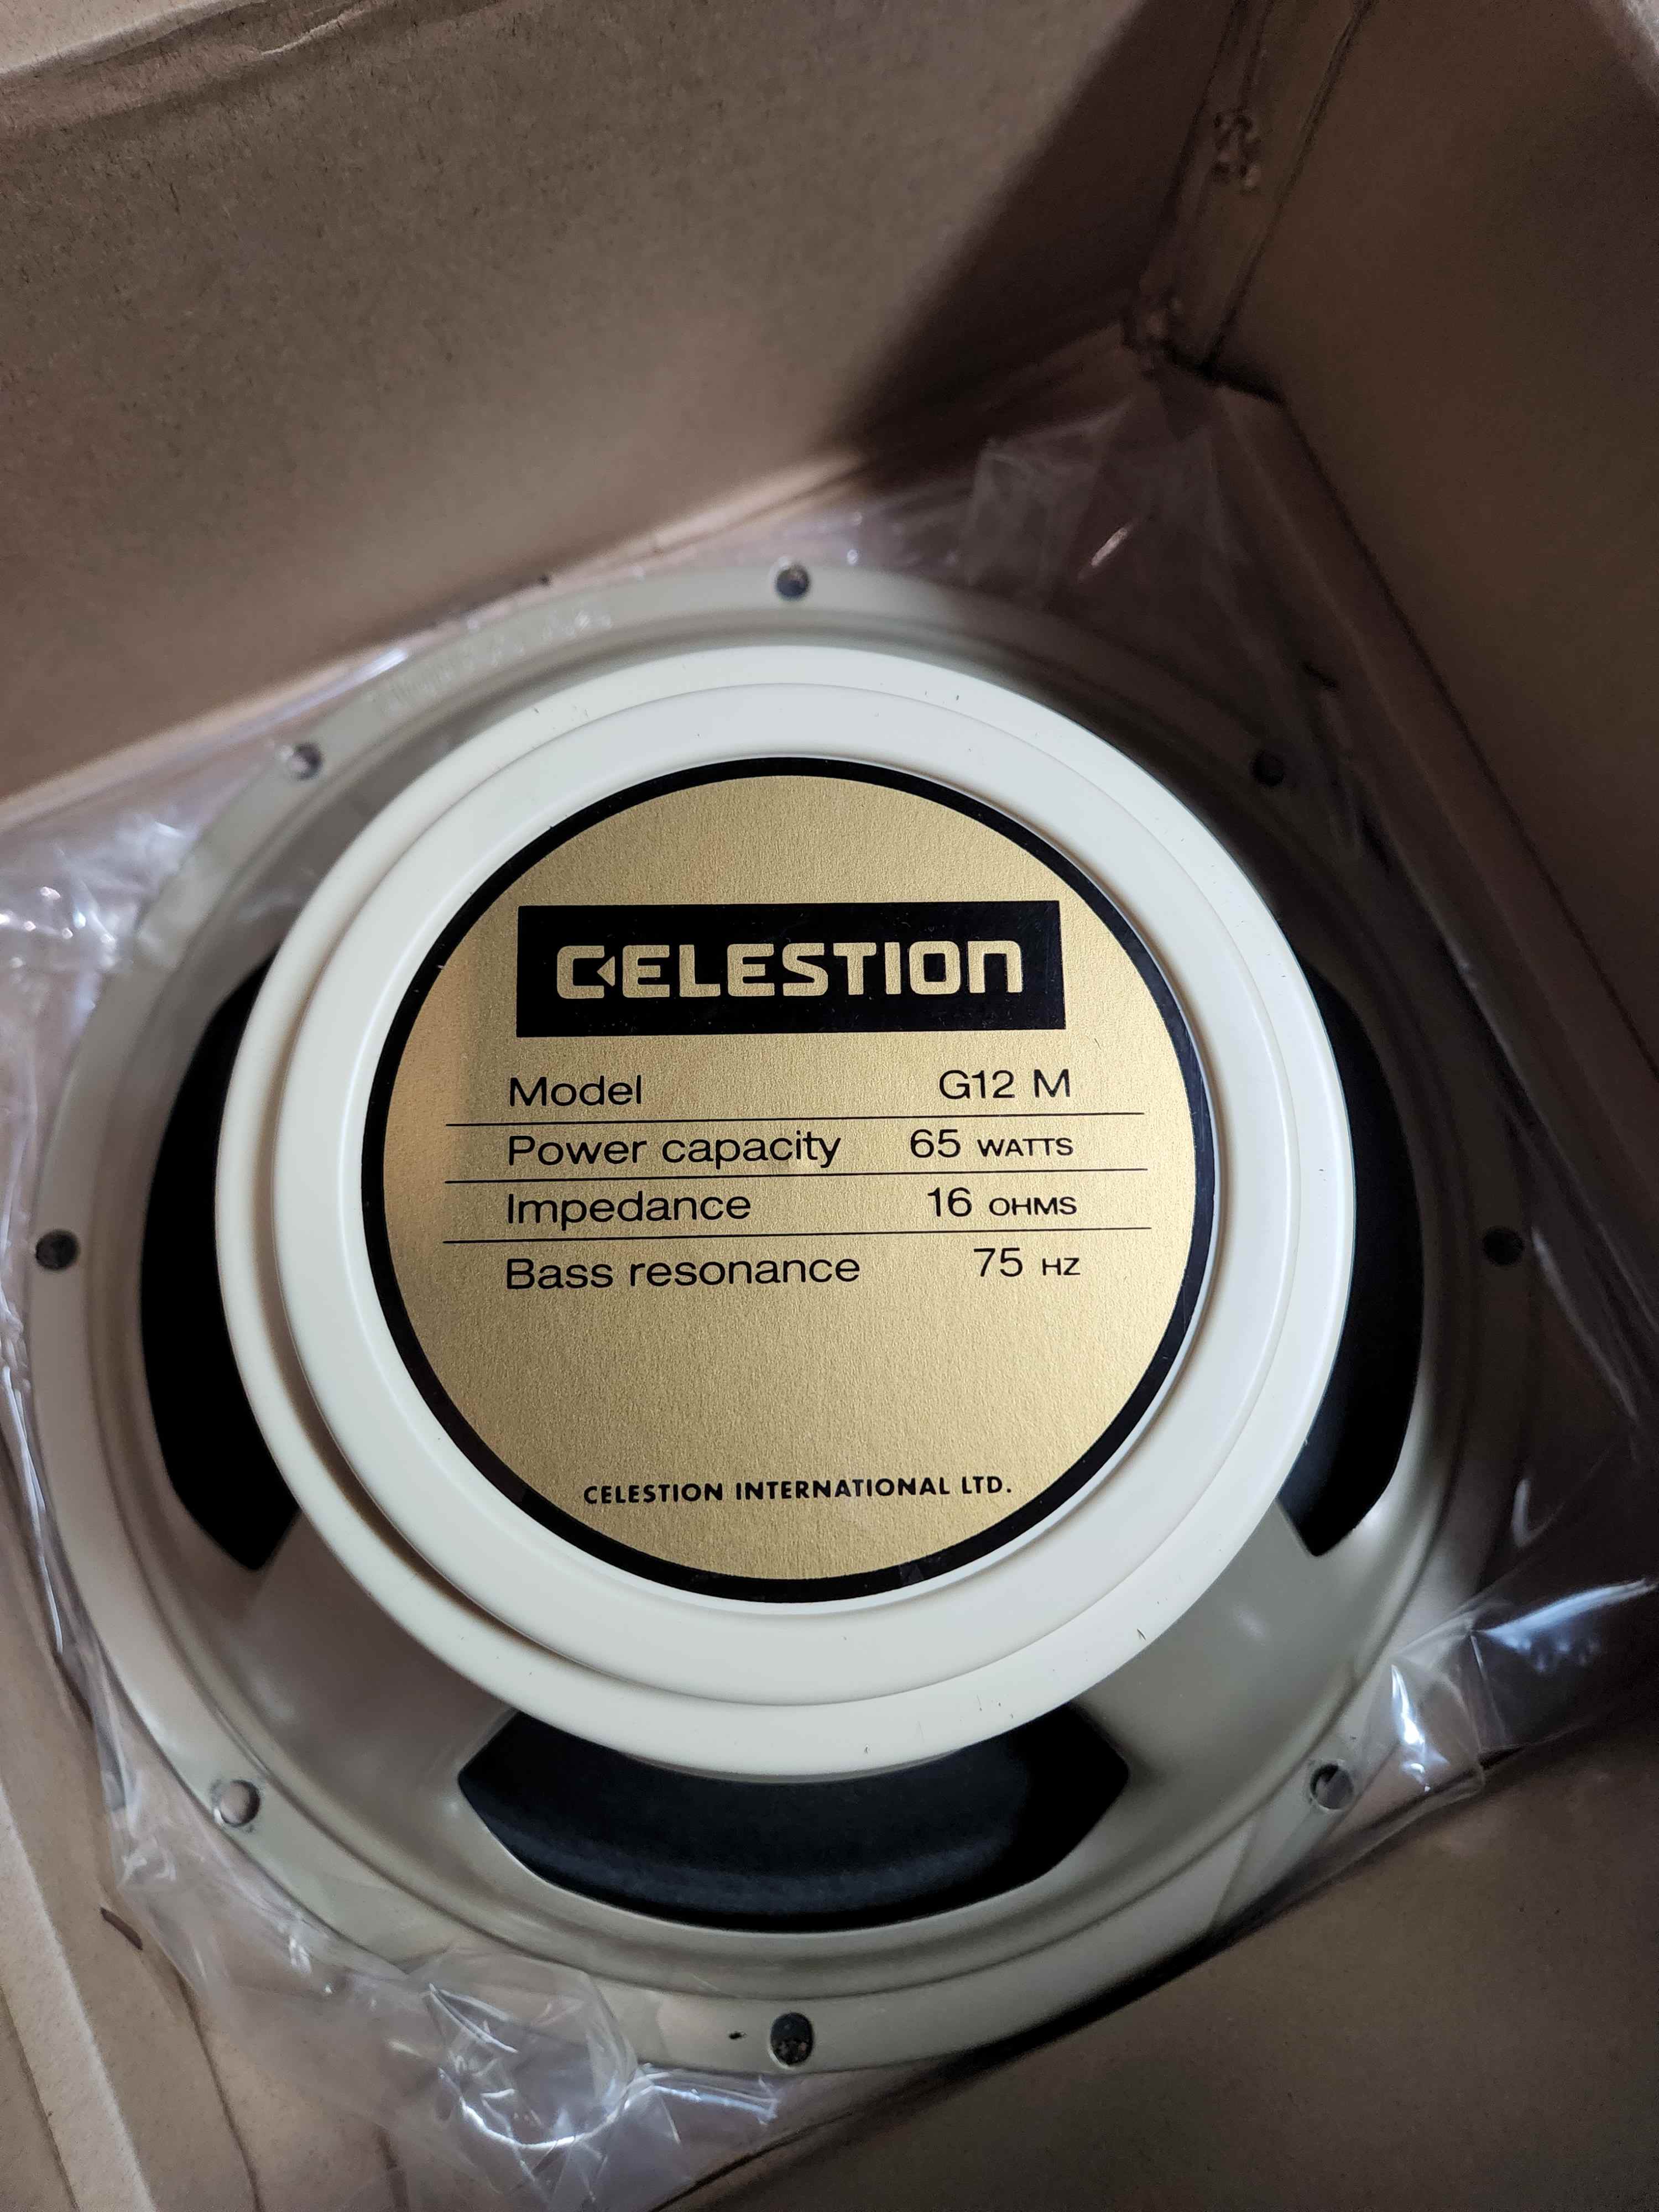 CELESTION
Model G12 M
Power capacity 65 WATTS
Impedance 16 OHMS
Bass resonance 75 HZ
CELESTION INTERNATIONAL LTD.